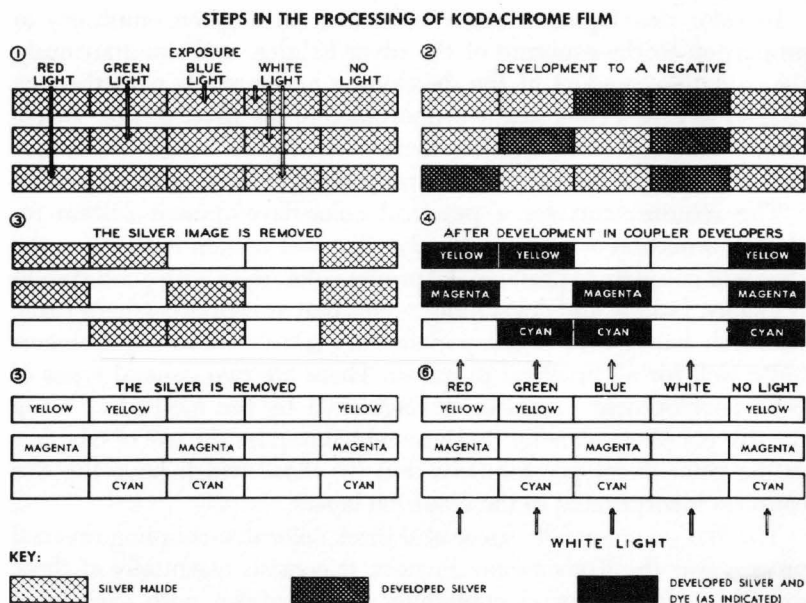 STEPS IN THE PROCESSING OF KODACHROME FILM
①
EXPOSURE
RED LIGHT
GREEN LIGHT
BLUE LIGHT
WHITE LIGHT
NO LIGHT
②
DEVELOPMENT TO A NEGATIVE
③
THE SILVER IMAGE IS REMOVED
④
AFTER DEVELOPMENT IN COUPLER DEVELOPERS
YELLOW YELLOW YELLOW
MAGENTA MAGENTA MAGENTA
CYAN CYAN CYAN
⑤
THE SILVER IS REMOVED
YELLOW YELLOW YELLOW
MAGENTA MAGENTA MAGENTA
CYAN CYAN CYAN
⑥
RED GREEN BLUE WHITE NO LIGHT
YELLOW YELLOW YELLOW
MAGENTA MAGENTA MAGENTA
CYAN CYAN CYAN
WHITE LIGHT
KEY:
SILVER HALIDE
DEVELOPED SILVER
DEVELOPED SILVER AND
DYE (AS INDICATED)